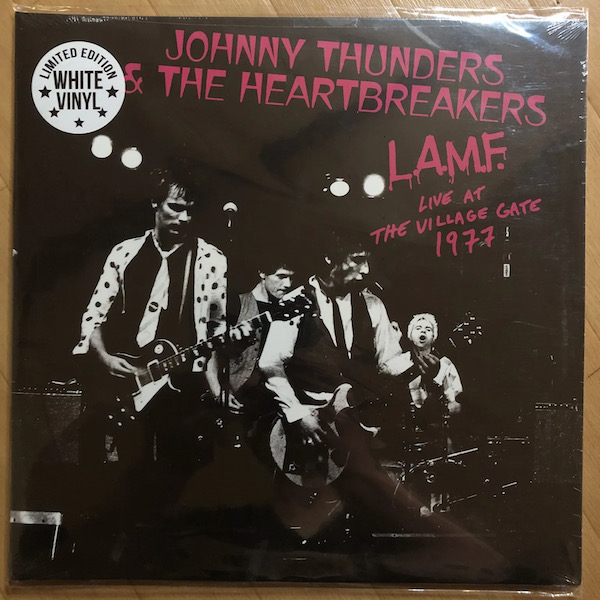 LIMITED EDITION
WHITE
VINYL
JOHNNY THUNDERS
& THE HEARTBREAKERS
L.A.M.F.
LIVE AT
THE VILLAGE GATE
1977